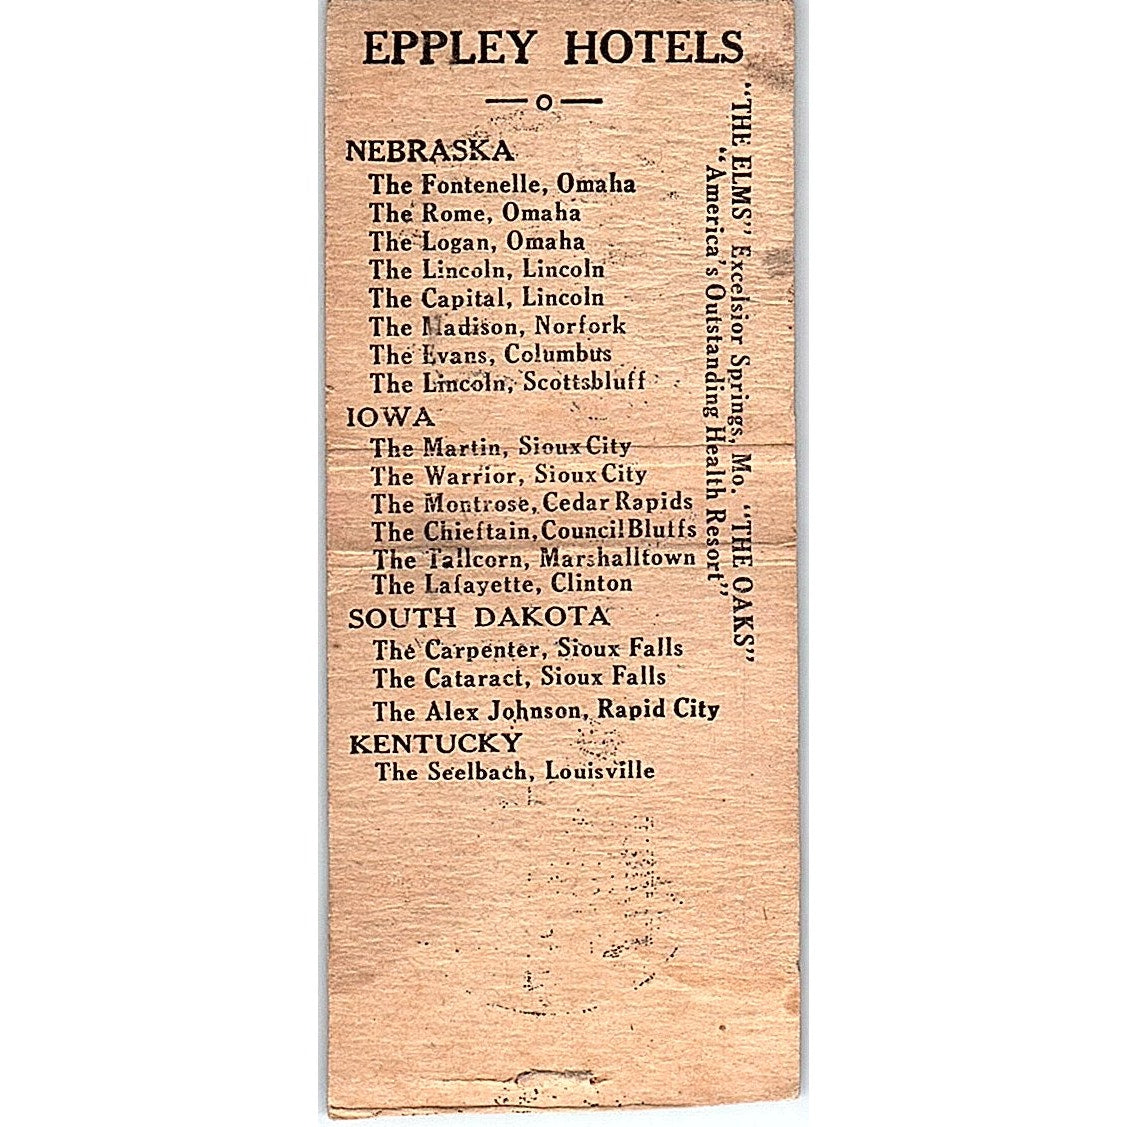 EPPLEY HOTELS
NEBRASKA
The Fontenelle, Omaha
The Rome, Omaha
The Logan, Omaha
The Lincoln, Lincoln
The Capital, Lincoln
The Madison, Norfork
The Evans, Columbus
The Lincoln, Scottsbluff
IOWA
The Martin, Sioux City
The Warrior, Sioux City
The Montrose, Cedar Rapids
The Chieftain, Council Bluffs
The Tallcorn, Marshalltown
The Lafayette, Clinton
SOUTH DAKOTA
The Carpenter, Sioux Falls
The Cataract, Sioux Falls
The Alex Johnson, Rapid City
KENTUCKY
The Seelbach, Louisville
"THE ELMS" Excelsior Springs, Mo. "THE OAKS"
"America's Outstanding Health Resort"